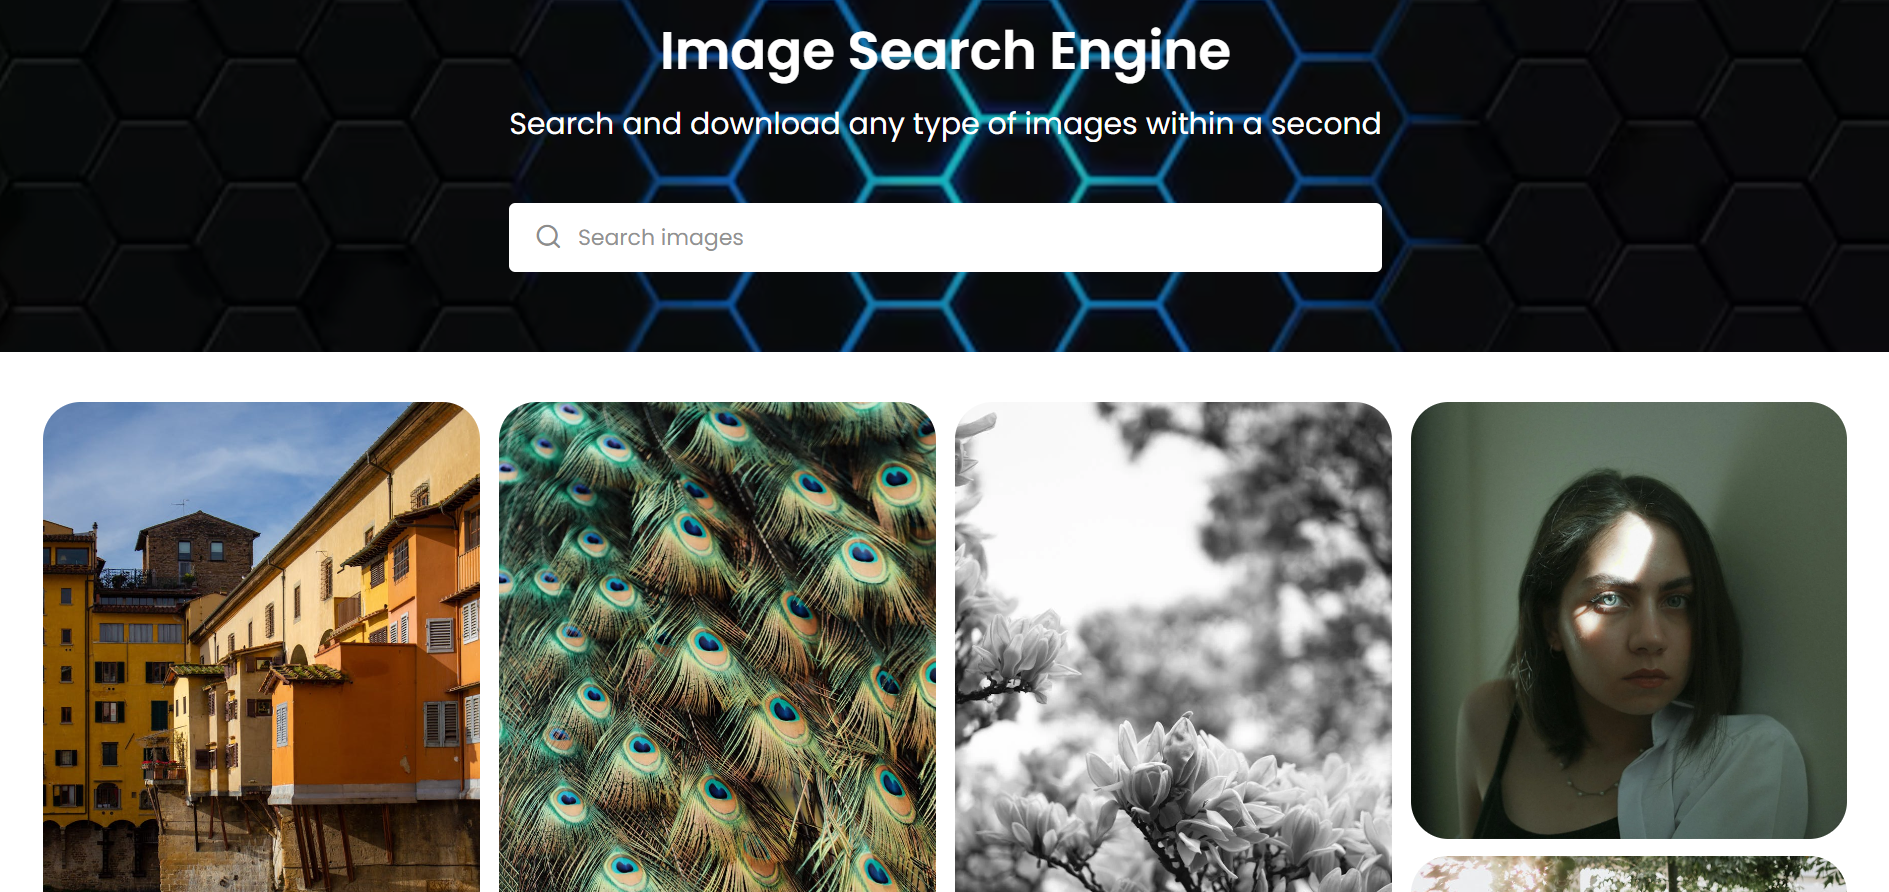 Image Search Engine
Search and download any type of images within a second
Search images